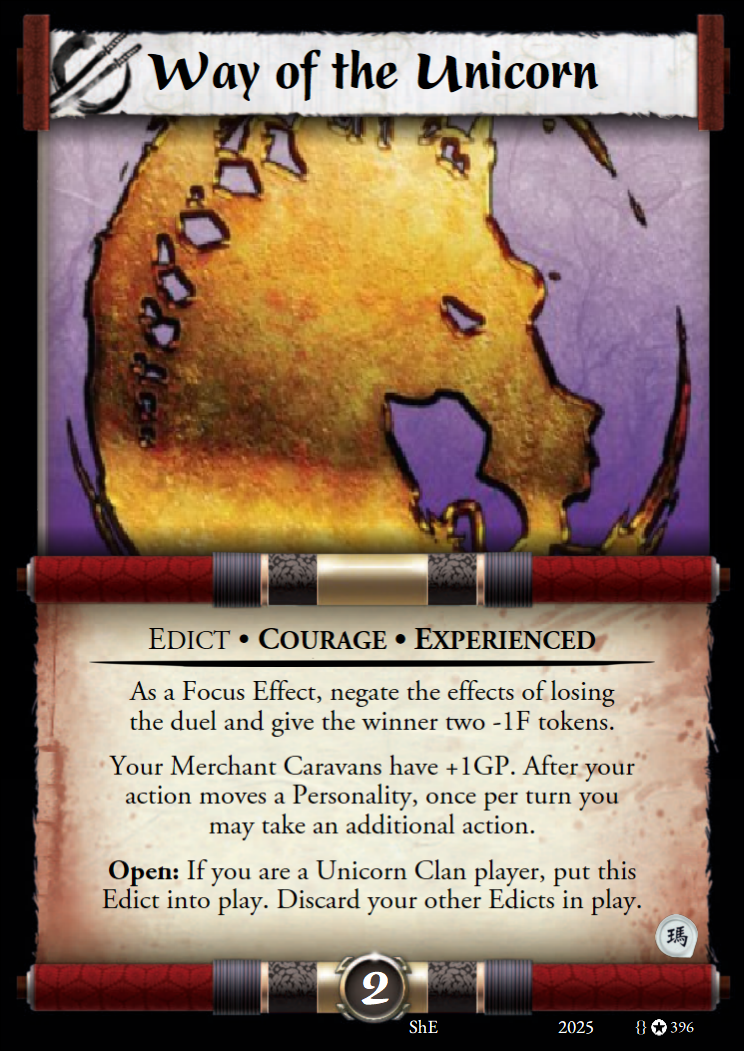 Way of the Unicorn
EDICT • COURAGE • EXPERIENCED
As a Focus Effect, negate the effects of losing
the duel and give the winner two -1F tokens.
Your Merchant Caravans have +1GP. After your
action moves a Personality, once per turn you
may take an additional action.
Open: If you are a Unicorn Clan player, put this
Edict into play. Discard your other Edicts in play.
瑪
2
ShE 2025 {} 396